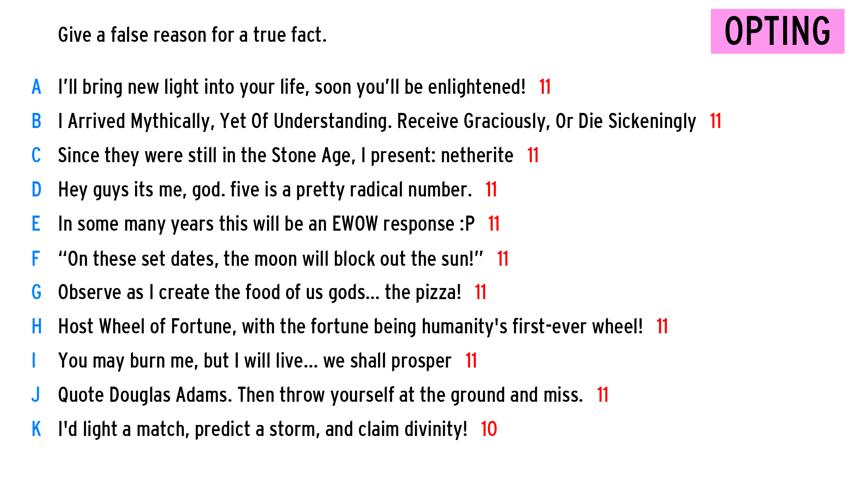 Give a false reason for a true fact.
OPTING
A I'll bring new light into your life, soon you'll be enlightened! 11
B I Arrived Mythically, Yet Of Understanding. Receive Graciously, Or Die Sickeningly 11
C Since they were still in the Stone Age, I present: netherite 11
D Hey guys its me, god. five is a pretty radical number. 11
E In some many years this will be an EWOW response :P 11
F “On these set dates, the moon will block out the sun!” 11
G Observe as I create the food of us gods... the pizza! 11
H Host Wheel of Fortune, with the fortune being humanity's first-ever wheel! 11
I You may burn me, but I will live... we shall prosper 11
J Quote Douglas Adams. Then throw yourself at the ground and miss. 11
K I'd light a match, predict a storm, and claim divinity! 10